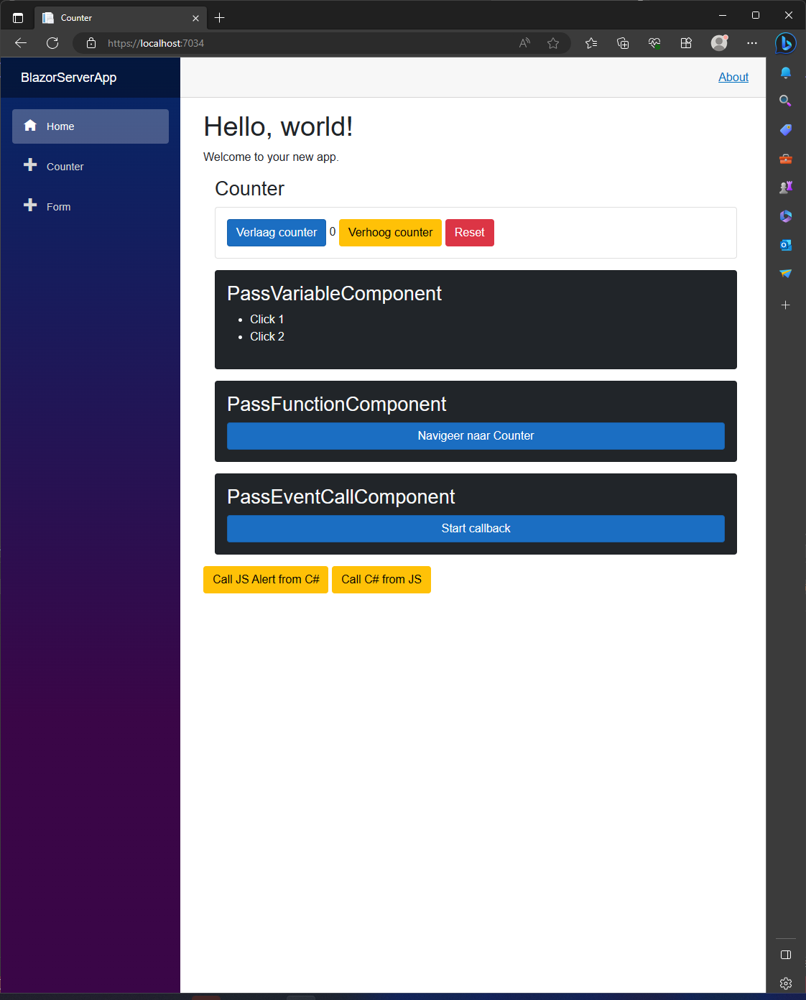 Counter
https://localhost:7034
BlazorServerApp
About
Home
Counter
Form
Hello, world!
Welcome to your new app.
Counter
Verlaag counter 0 Verhoog counter Reset
PassVariableComponent
Click 1
Click 2
PassFunctionComponent
Navigeer naar Counter
PassEventCallComponent
Start callback
Call JS Alert from C# Call C# from JS